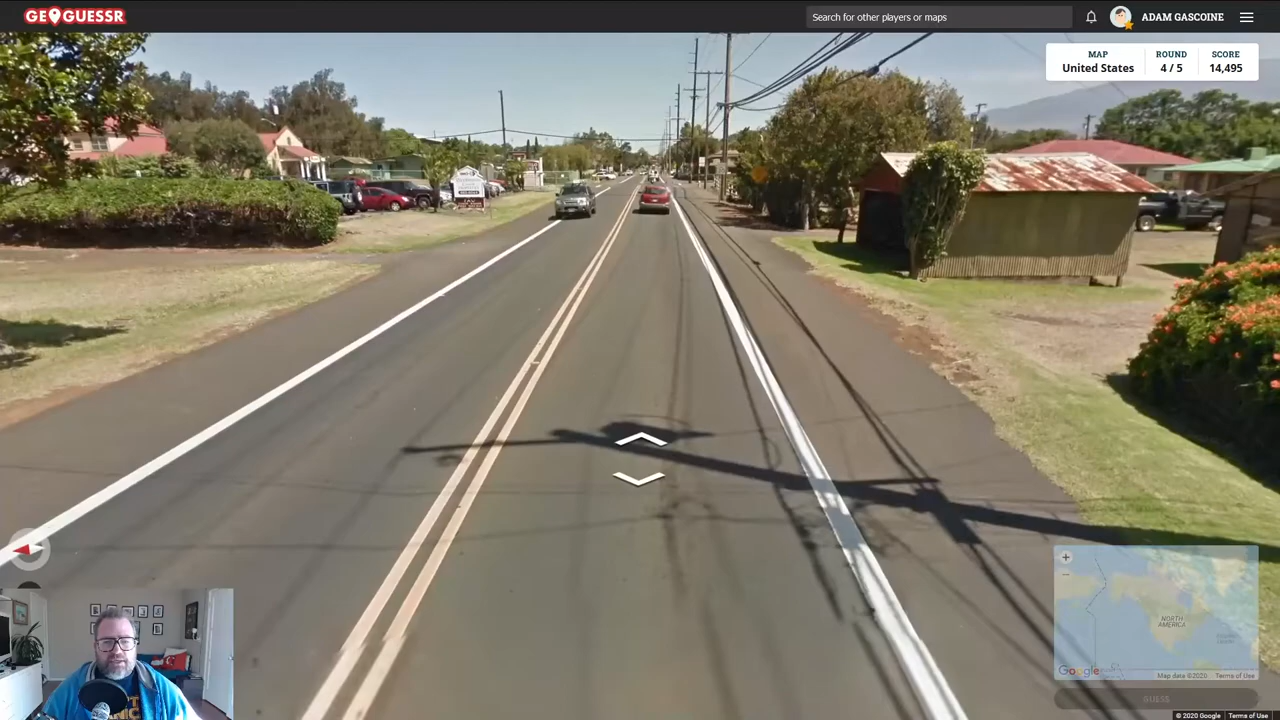 GEOGUESSR
Search for other players or maps
ADAM GASCOINE
MAP
United States
ROUND
4 / 5
SCORE
14,495
NORTH
AMERICA
Google
Map data ©2020
Terms of Use
GUESS
© 2020 Google
Terms of Use